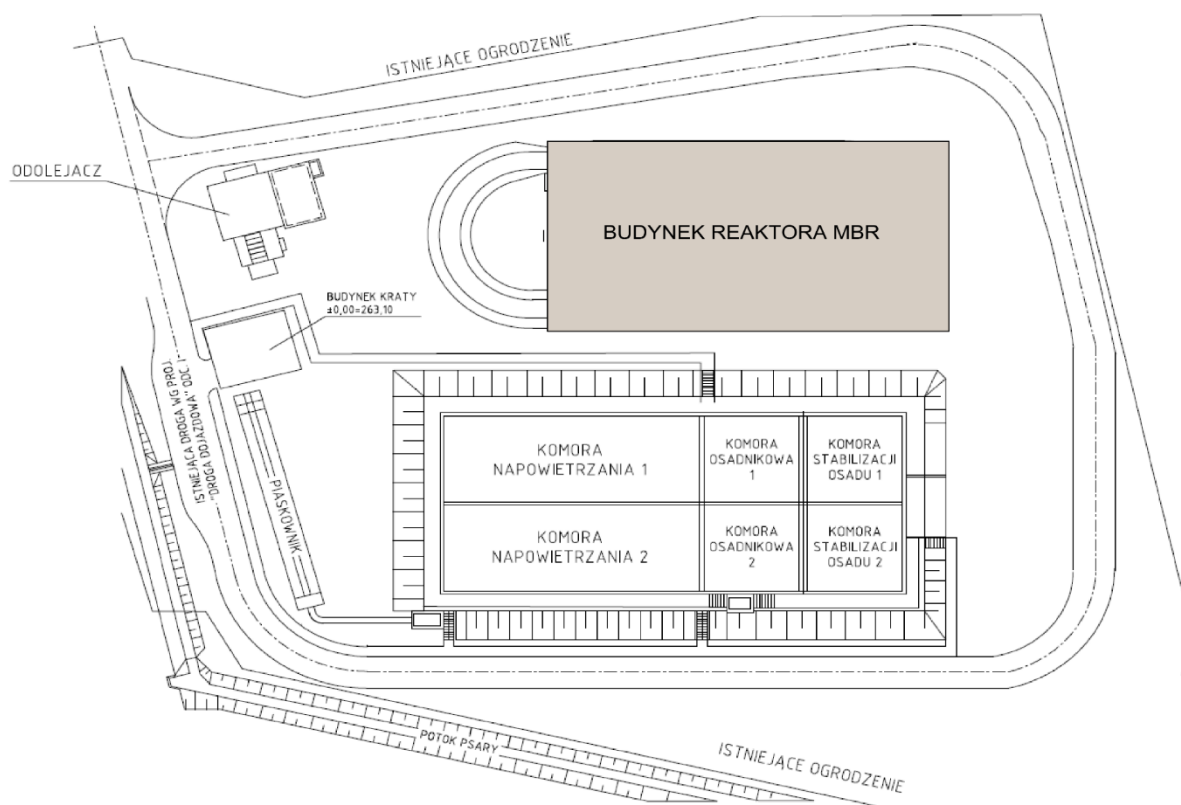 ISTNIEJĄCE OGRODZENIE
ODOLEJACZ
BUDYNEK REAKTORA MBR
BUDYNEK KRATY
±0,00=263,10
ISTNIEJĄCA DROGA WG PROJ.
"DROGA DOJAZDOWA" ODC. I
PIASKOWNIK
KOMORA
NAPOWIETRZANIA 1
KOMORA
OSADNIKOWA
1
KOMORA
STABILIZACJI
OSADU 1
KOMORA
NAPOWIETRZANIA 2
KOMORA
OSADNIKOWA
2
KOMORA
STABILIZACJI
OSADU 2
POTOK PSARY
ISTNIEJĄCE OGRODZENIE